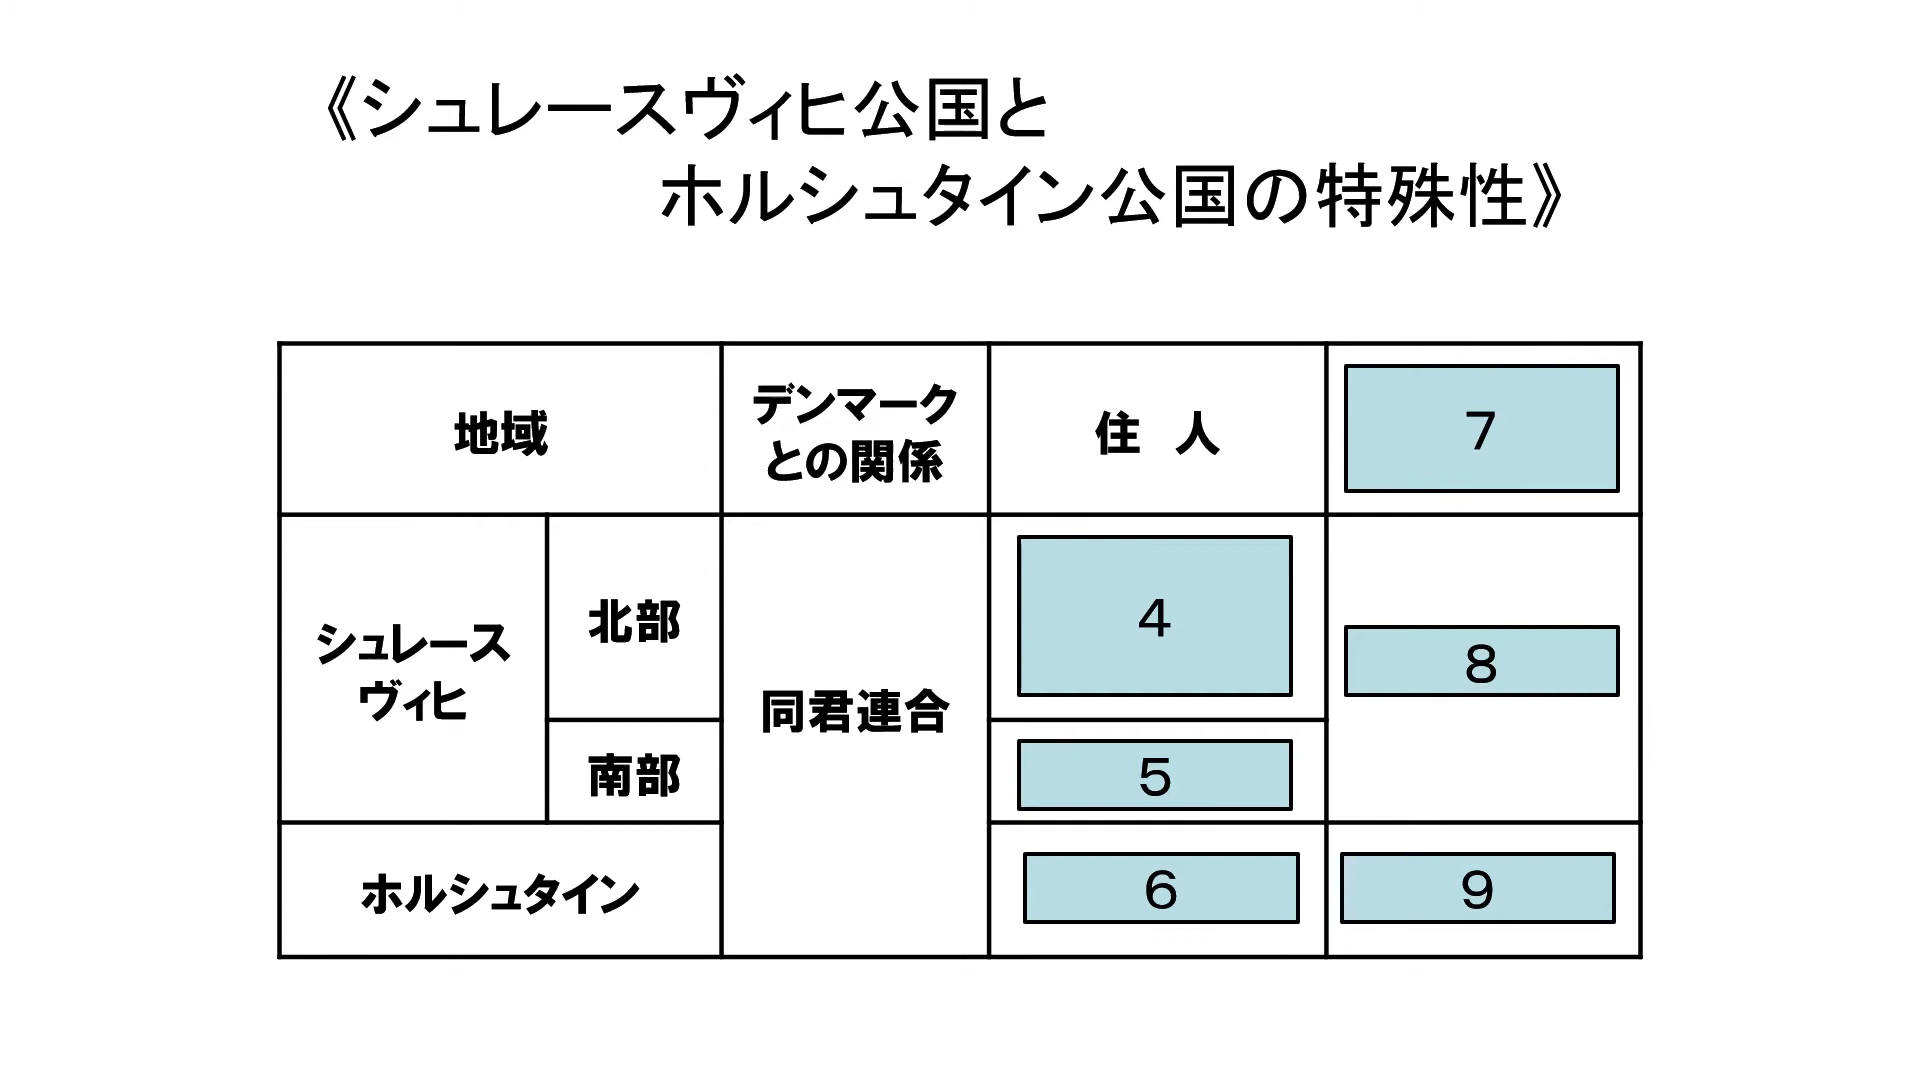 《シュレースヴィヒ公国と
ホルシュタイン公国の特殊性》
地域
デンマーク
との関係
住 人
7
シュレース
ヴィヒ
北部
同君連合
4
8
南部
5
ホルシュタイン
6
9